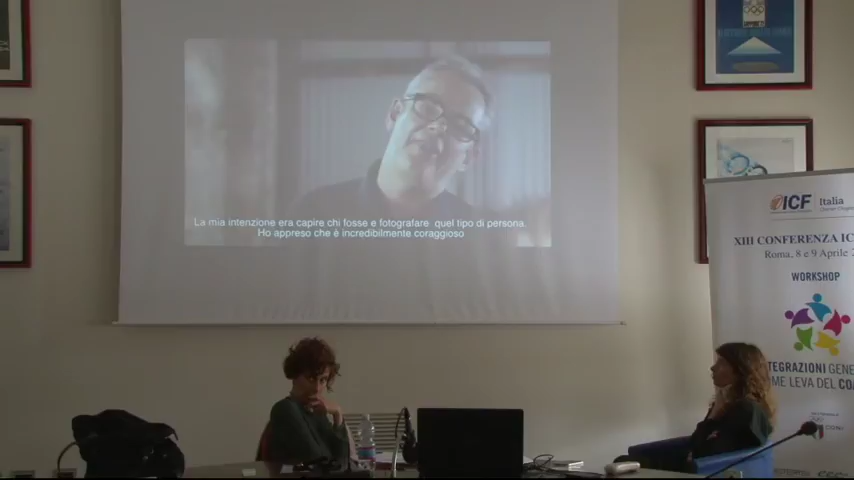 La mia intenzione era capire chi fosse e fotografare quel tipo di persona.
Ho appreso che è incredibilmente coraggioso
ICF Italia
XIII CONFERENZA IC
Roma, 8 e 9 Aprile
WORKSHOP
TEGRAZIONI GENE
OME LEVA DEL CO